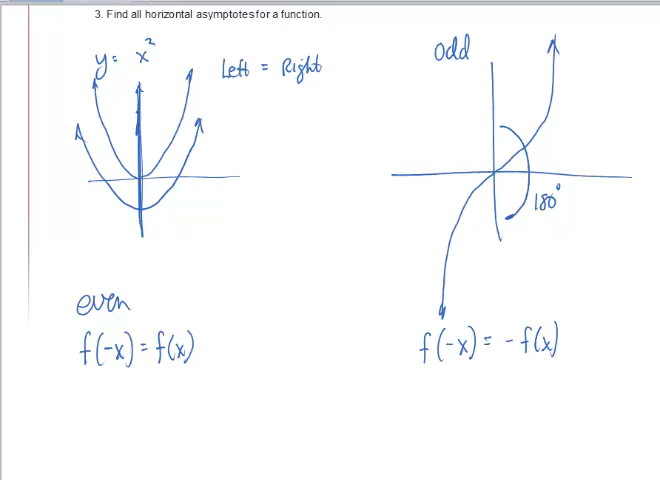 3. Find all horizontal asymptotes for a function.
y = x²
Left = Right
odd
180°
even
f(-x) = f(x)
f(-x) = - f(x)